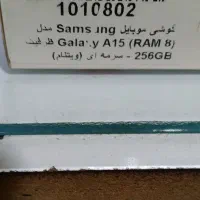 1010802
گوشی موبایل Samsung مدل
Galaxy A15 (RAM 8) ظرفیت
256GB - سرمه ای (ویتنام)